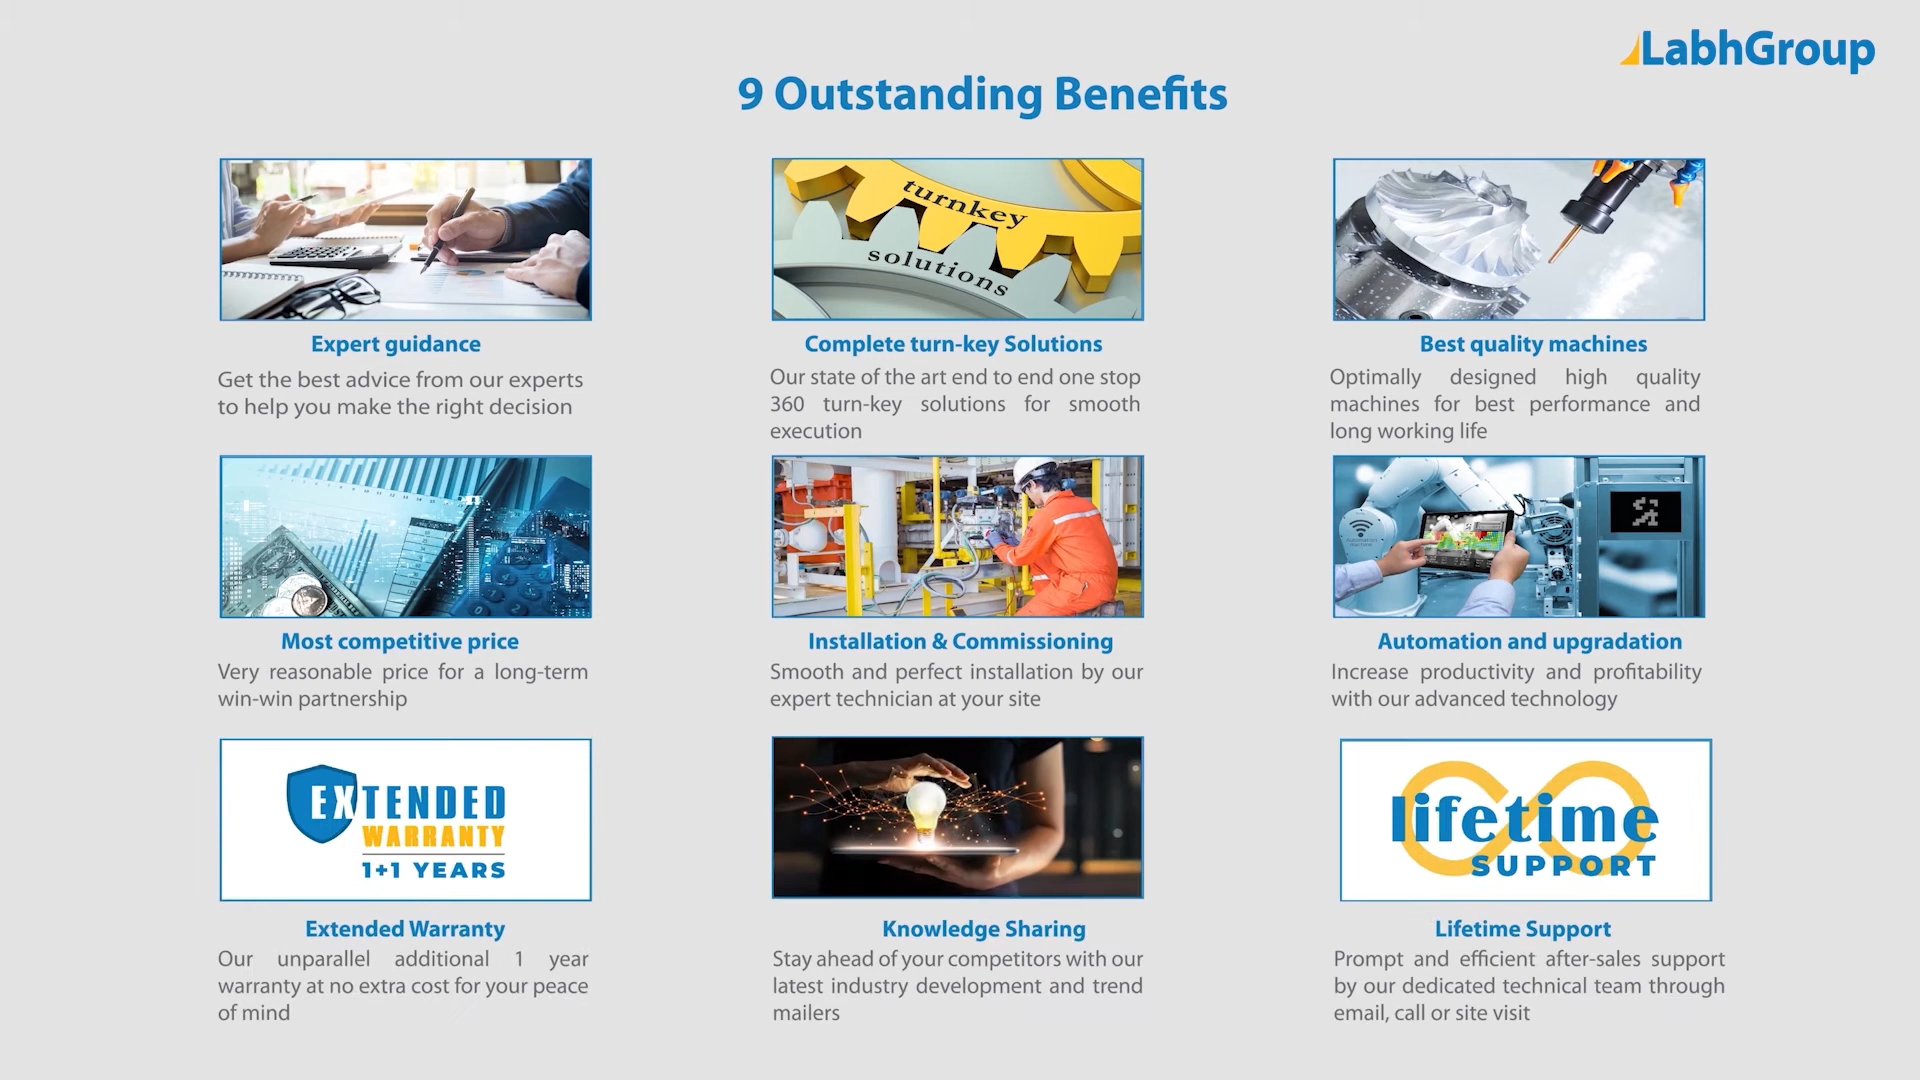 LabhGroup
9 Outstanding Benefits
turnkey
solutions
Expert guidance
Get the best advice from our experts
to help you make the right decision
Complete turn-key Solutions
Our state of the art end to end one stop
360 turn-key solutions for smooth
execution
Best quality machines
Optimally designed high quality
machines for best performance and
long working life
Most competitive price
Very reasonable price for a long-term
win-win partnership
Installation & Commissioning
Smooth and perfect installation by our
expert technician at your site
Automation and upgradation
Increase productivity and profitability
with our advanced technology
EXTENDED
WARRANTY
1+1 YEARS
lifetime
SUPPORT
Extended Warranty
Our unparallel additional 1 year
warranty at no extra cost for your peace
of mind
Knowledge Sharing
Stay ahead of your competitors with our
latest industry development and trend
mailers
Lifetime Support
Prompt and efficient after-sales support
by our dedicated technical team through
email, call or site visit